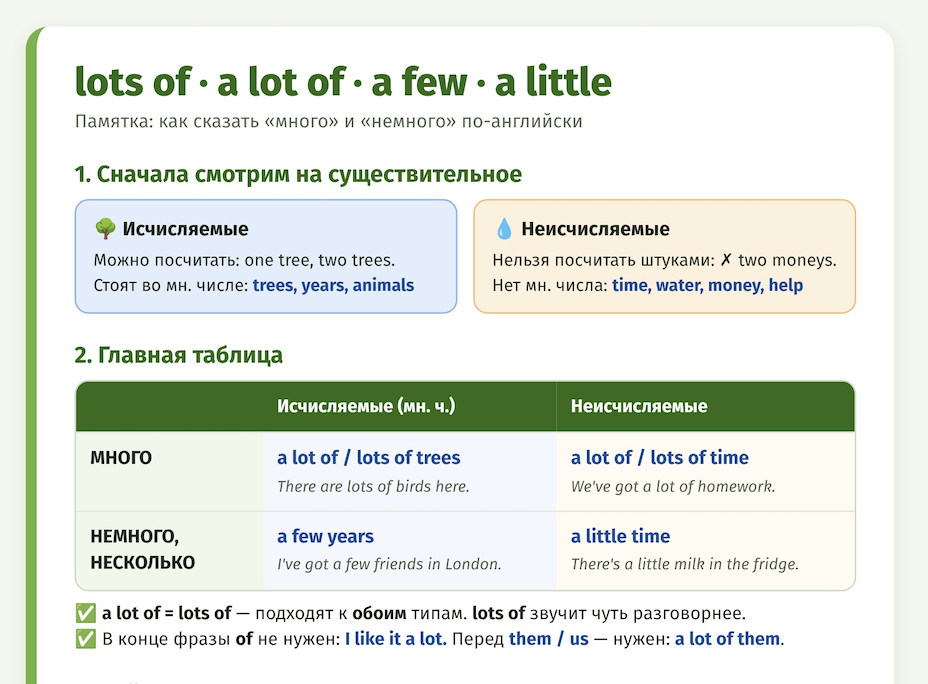 lots of · a lot of · a few · a little
Памятка: как сказать «много» и «немного» по-английски
1. Сначала смотрим на существительное
🌳 Исчисляемые
Можно посчитать: one tree, two trees.
Стоят во мн. числе: trees, years, animals
💧 Неисчисляемые
Нельзя посчитать штуками: ✗ two moneys.
Нет мн. числа: time, water, money, help
2. Главная таблица
Исчисляемые (мн. ч.) Неисчисляемые
МНОГО
a lot of / lots of trees
There are lots of birds here.
a lot of / lots of time
We've got a lot of homework.
НЕМНОГО,
НЕСКОЛЬКО
a few years
I've got a few friends in London.
a little time
There's a little milk in the fridge.
✅ a lot of = lots of — подходят к обоим типам. lots of звучит чуть разговорнее.
✅ В конце фразы of не нужен: I like it a lot. Перед them / us — нужен: a lot of them.